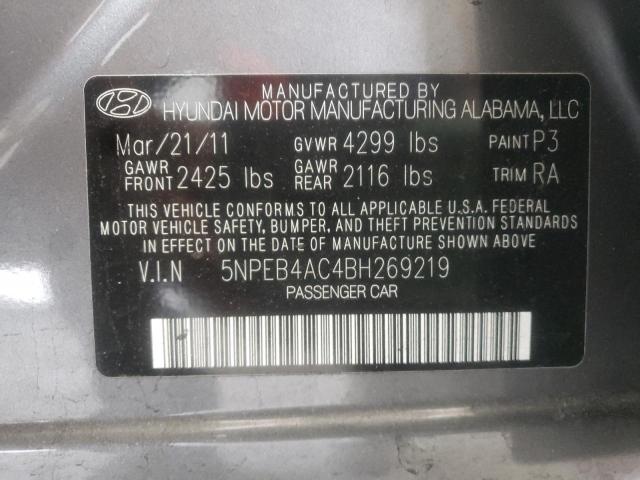 MANUFACTURED BY
HYUNDAI MOTOR MANUFACTURING ALABAMA, LLC
Mar/21/11 GVWR 4299 lbs PAINT P3
GAWR FRONT 2425 lbs GAWR REAR 2116 lbs TRIM RA
THIS VEHICLE CONFORMS TO ALL APPLICABLE U.S.A. FEDERAL
MOTOR VEHICLE SAFETY, BUMPER, AND THEFT PREVENTION STANDARDS
IN EFFECT ON THE DATE OF MANUFACTURE SHOWN ABOVE.
V.I.N 5NPEB4AC4BH269219
PASSENGER CAR